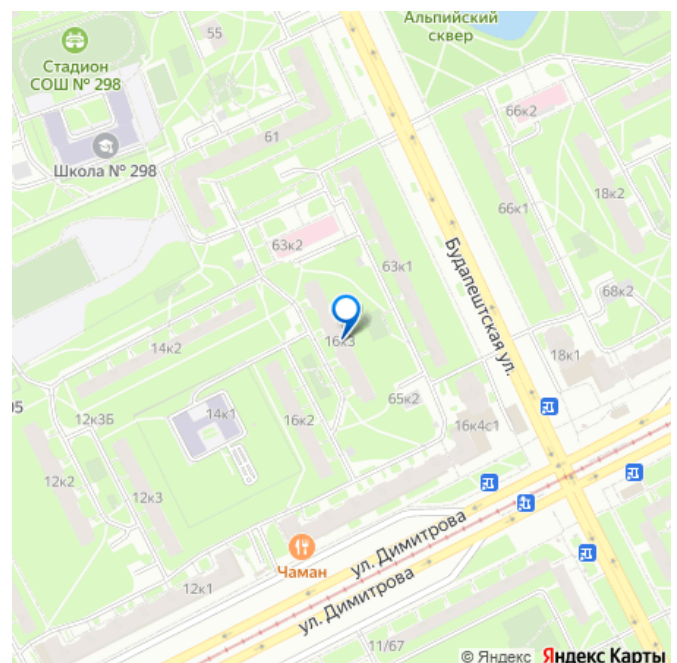 Альпийский
сквер
55
Стадион
СОШ № 298
66к2
61
Школа № 298
18к2
66к1
63к2
63к1
Будапештская ул.
68к2
16к3
14к2
18к1
65к2
05
14к1
12к3Б
16к2
16к4с1
12к2
12к3
ул. Димитрова
Чаман
12к1
ул. Димитрова
11/67
© Яндекс Яндекс Карты